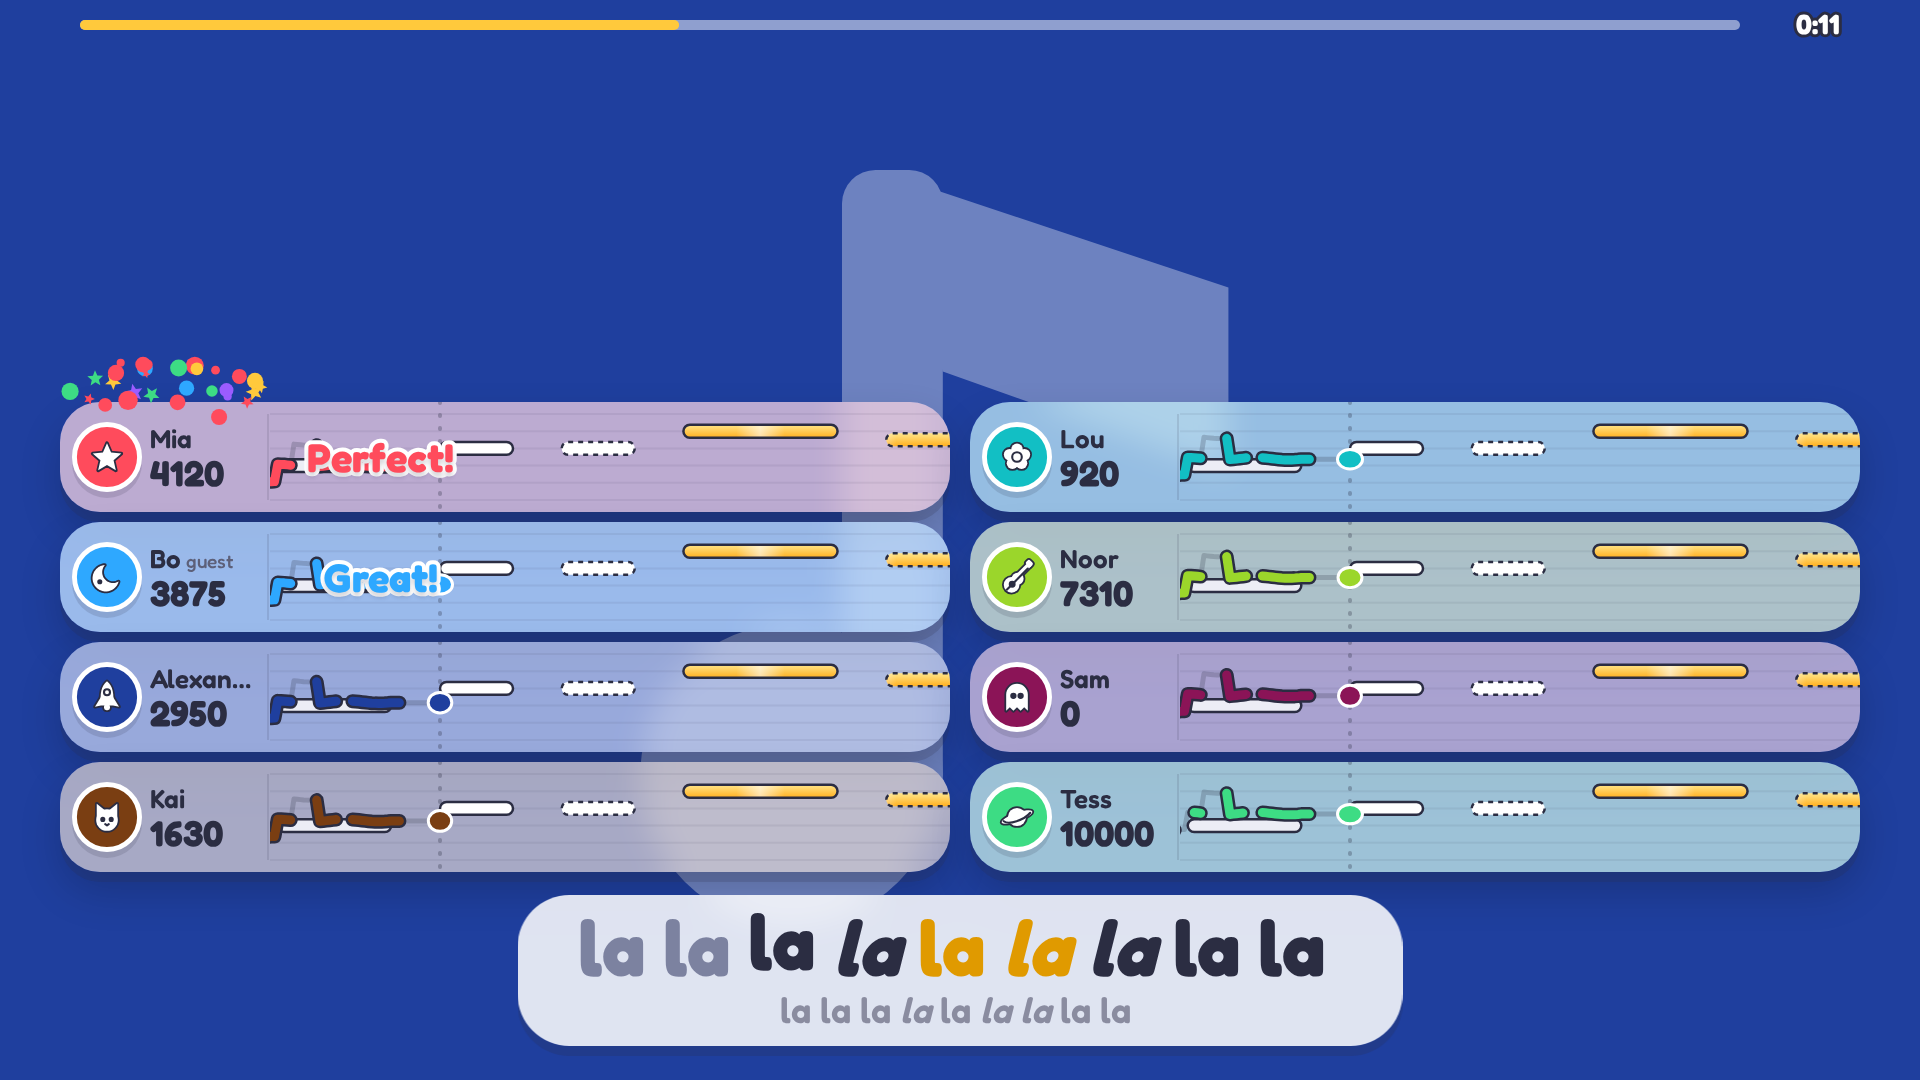 0:11
Mia
4120
Perfect!
Bo guest
3875
Great!
Alexan...
2950
Kai
1630
Lou
920
Noor
7310
Sam
0
Tess
10000
la la la la la la la la la
la la la la la la la la la